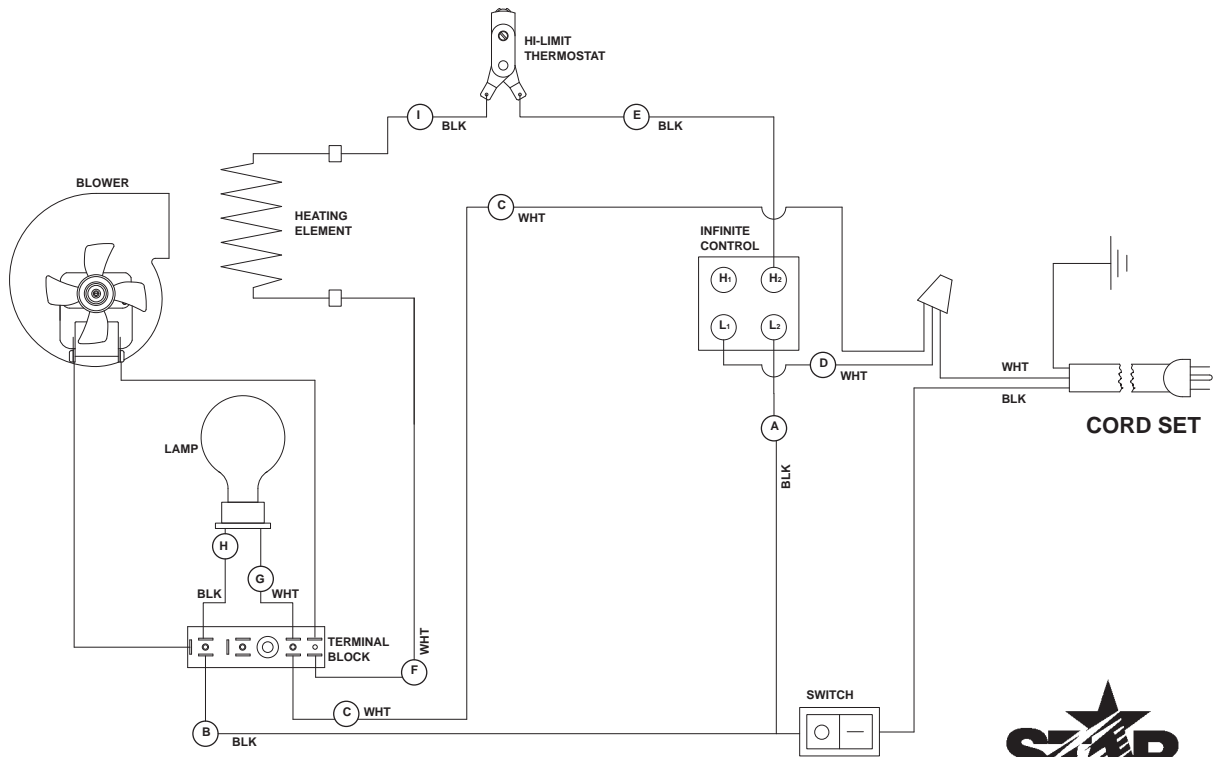 HI-LIMIT
THERMOSTAT
I
BLK
E
BLK
BLOWER
HEATING
ELEMENT
C
WHT
INFINITE
CONTROL
H1
H2
L1
L2
D
WHT
WHT
BLK
CORD SET
A
BLK
LAMP
H
G
BLK
WHT
TERMINAL
BLOCK
WHT
F
C
WHT
B
BLK
SWITCH
STAR